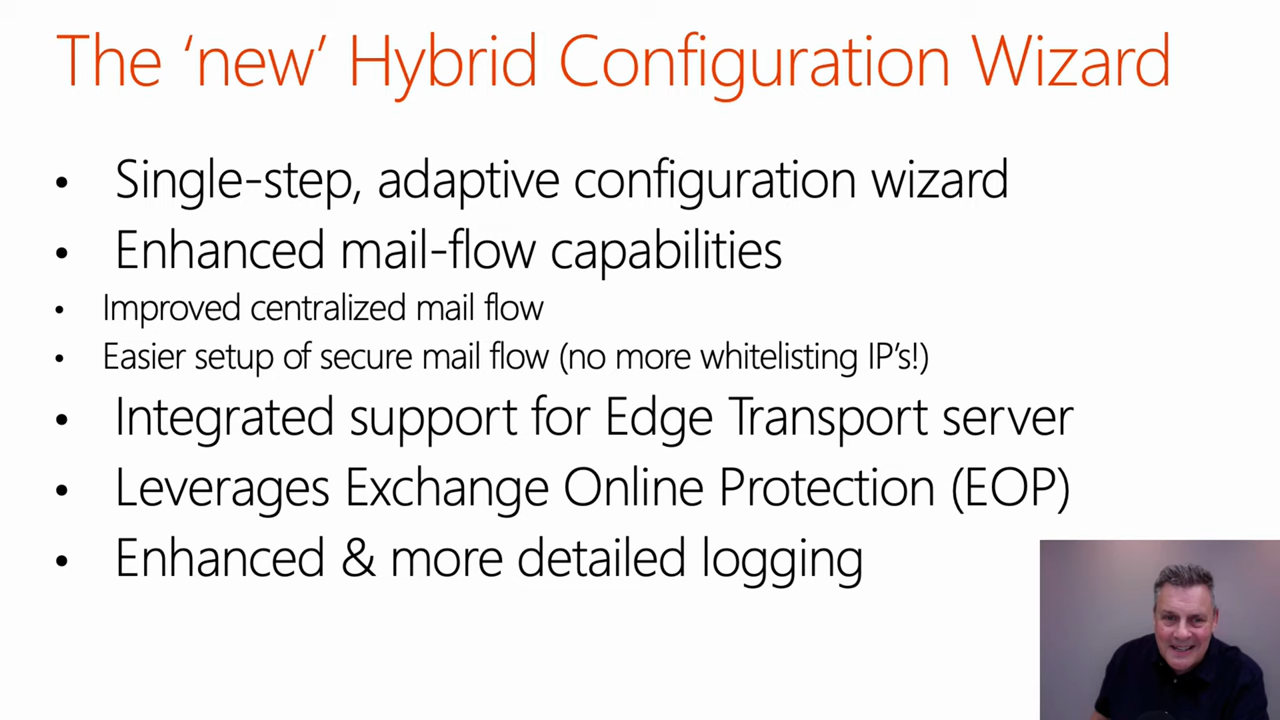 The ‘new’ Hybrid Configuration Wizard
• Single-step, adaptive configuration wizard
• Enhanced mail-flow capabilities
• Improved centralized mail flow
• Easier setup of secure mail flow (no more whitelisting IP’s!)
• Integrated support for Edge Transport server
• Leverages Exchange Online Protection (EOP)
• Enhanced & more detailed logging